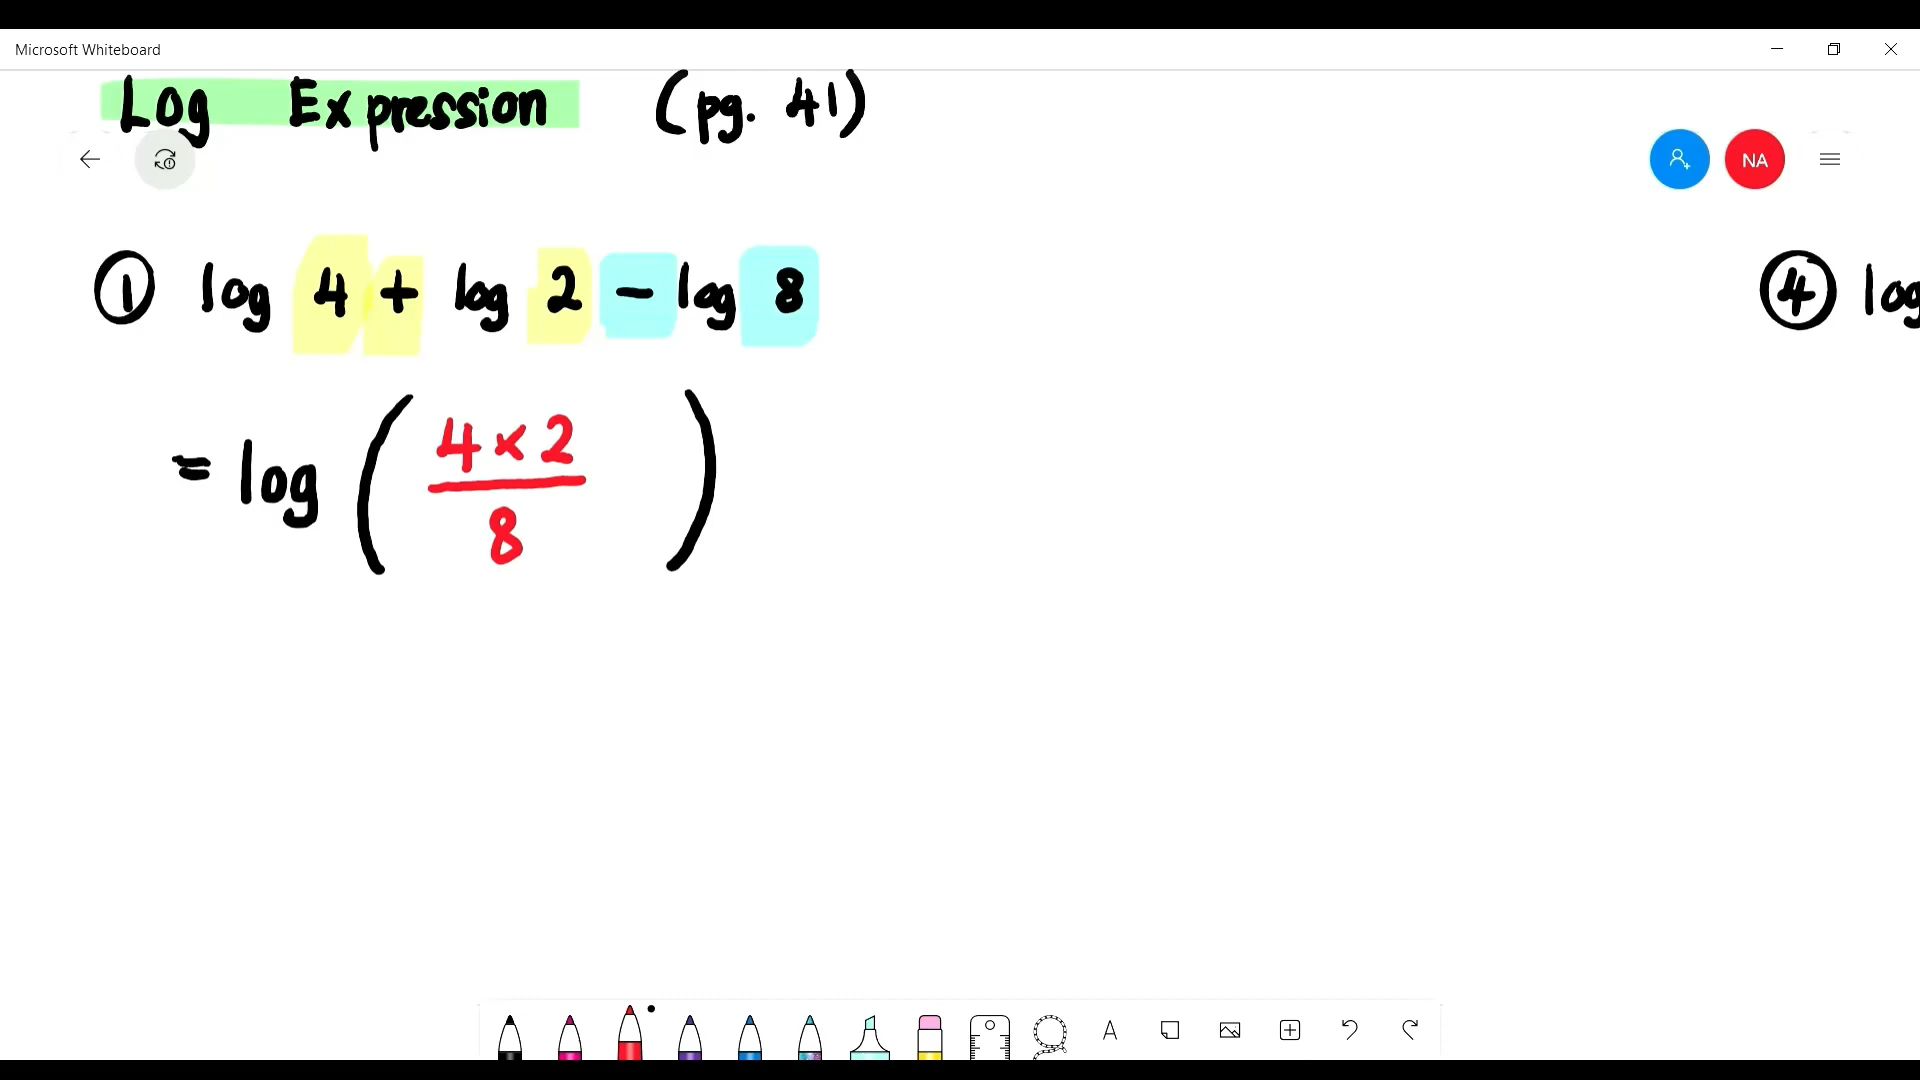 Microsoft Whiteboard
Log Expression (pg. 41)
NA
① log 4 + log 2 - log 8
④ log
= log ( 4 × 2
8 )
A